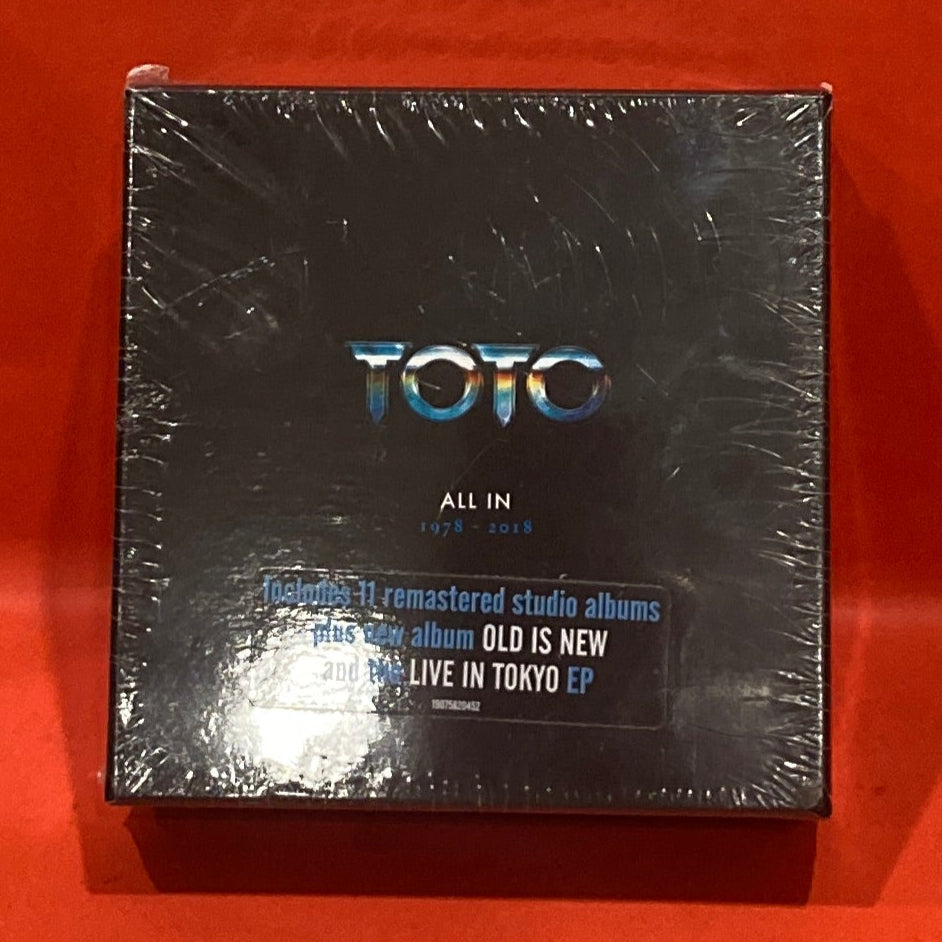 TOTO
ALL IN
1978 - 2018
Includes 11 remastered studio albums
plus new album OLD IS NEW
and the LIVE IN TOKYO EP
19075820452